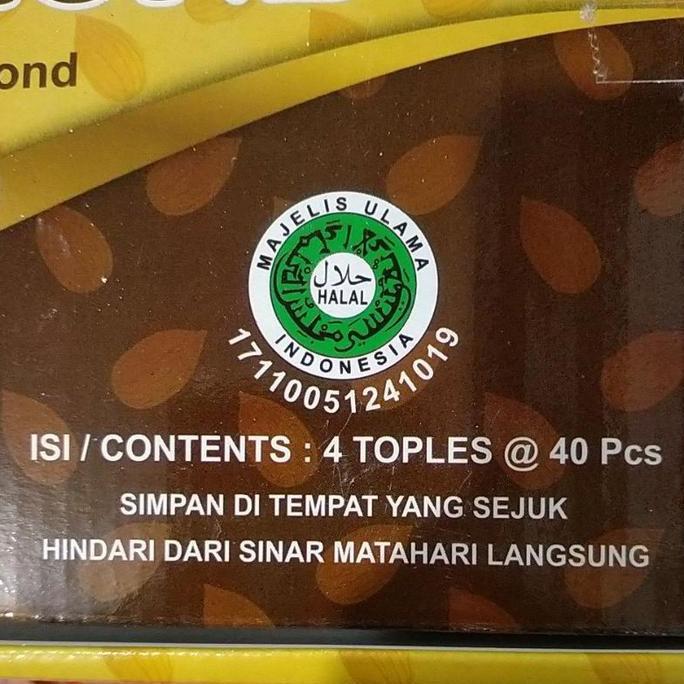 ond
MAJELIS ULAMA
حلال
HALAL
INDONESIA
17110051241019
ISI / CONTENTS : 4 TOPLES @ 40 Pcs
SIMPAN DI TEMPAT YANG SEJUK
HINDARI DARI SINAR MATAHARI LANGSUNG